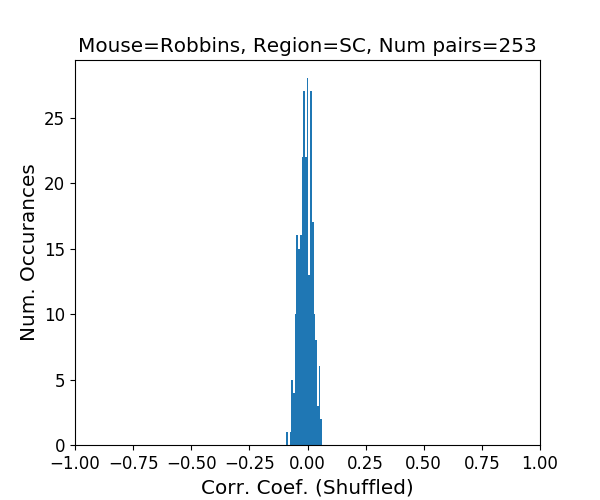 Mouse=Robbins, Region=SC, Num pairs=253
Num. Occurances
25
20
15
10
5
0
−1.00 −0.75 −0.50 −0.25 0.00 0.25 0.50 0.75 1.00
Corr. Coef. (Shuffled)